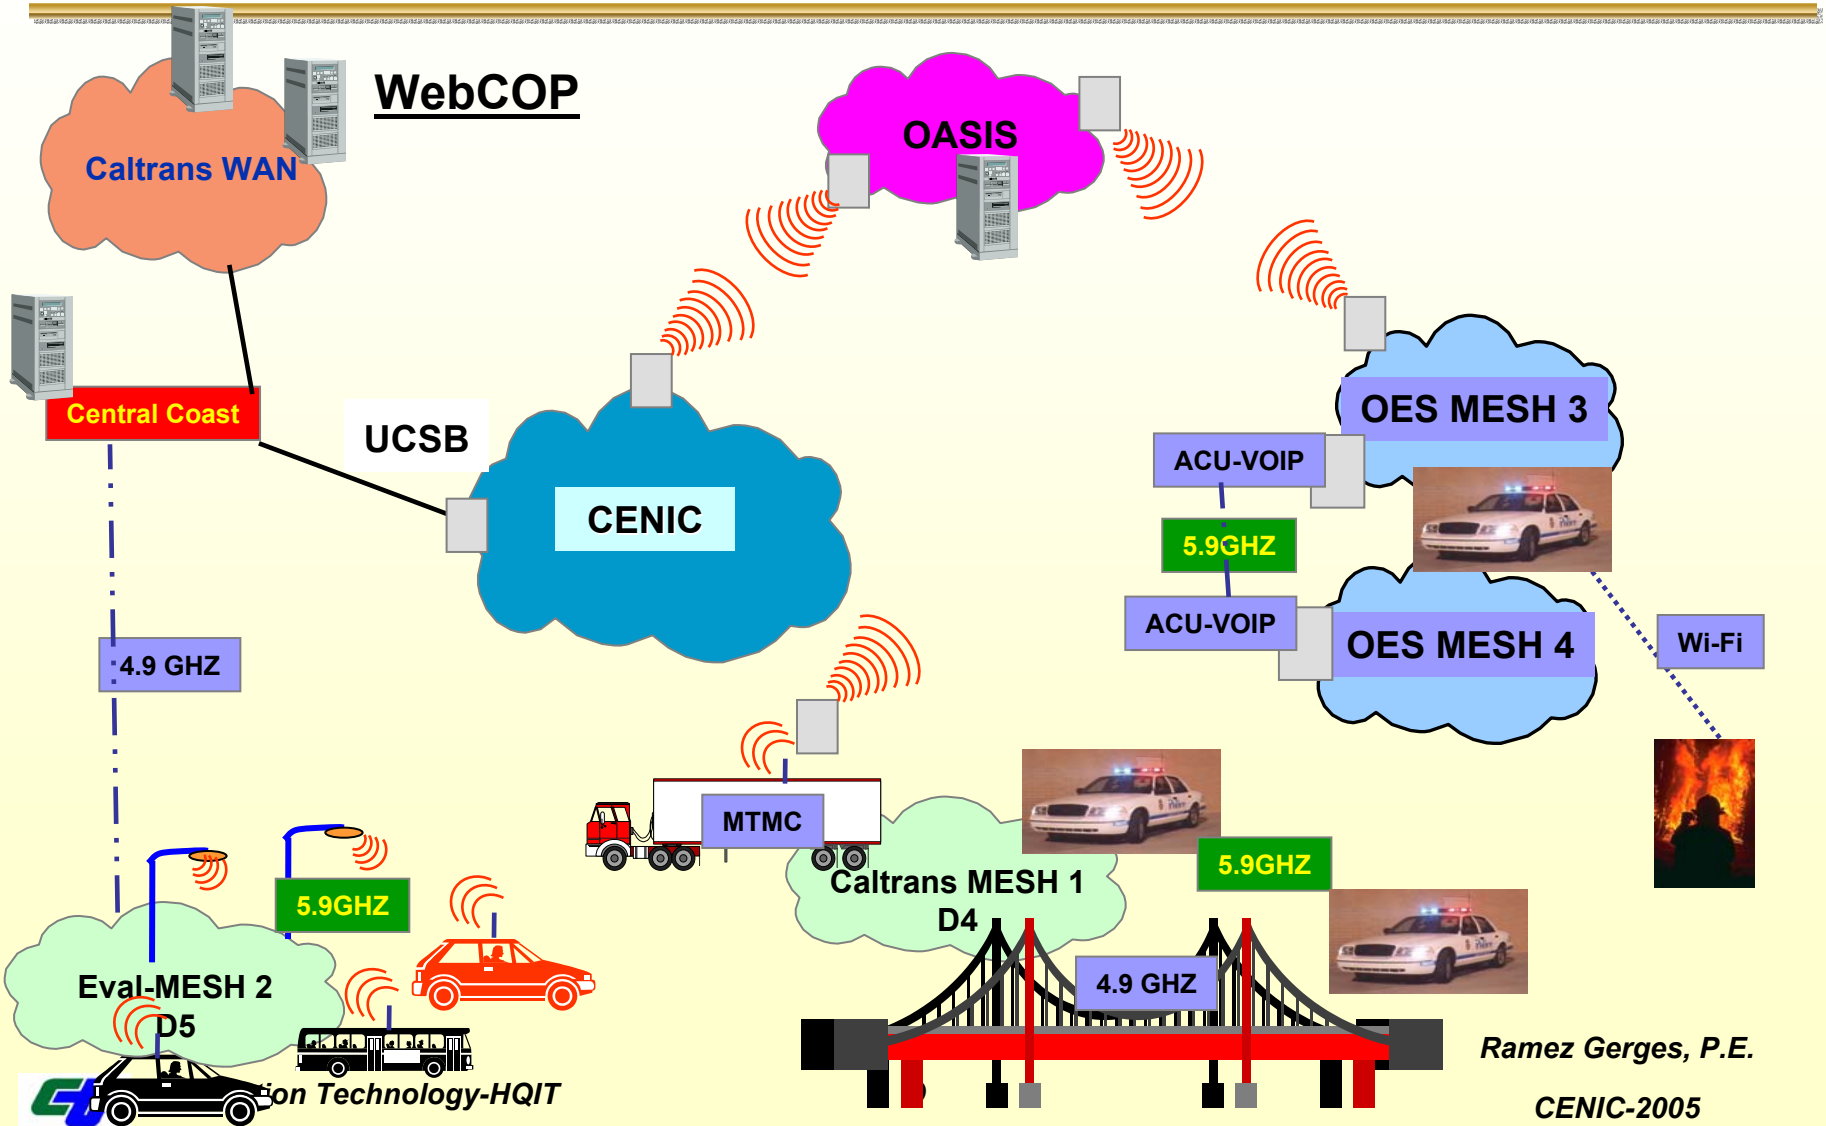 WebCOP
OASIS
Caltrans WAN
OES MESH 3
Central Coast
UCSB
ACU-VOIP
CENIC
5.9GHZ
ACU-VOIP
OES MESH 4
Wi-Fi
4.9 GHZ
MTMC
5.9GHZ
Caltrans MESH 1
D4
5.9GHZ
Eval-MESH 2
D5
4.9 GHZ
Ramez Gerges, P.E.
Technology-HQIT
CENIC-2005